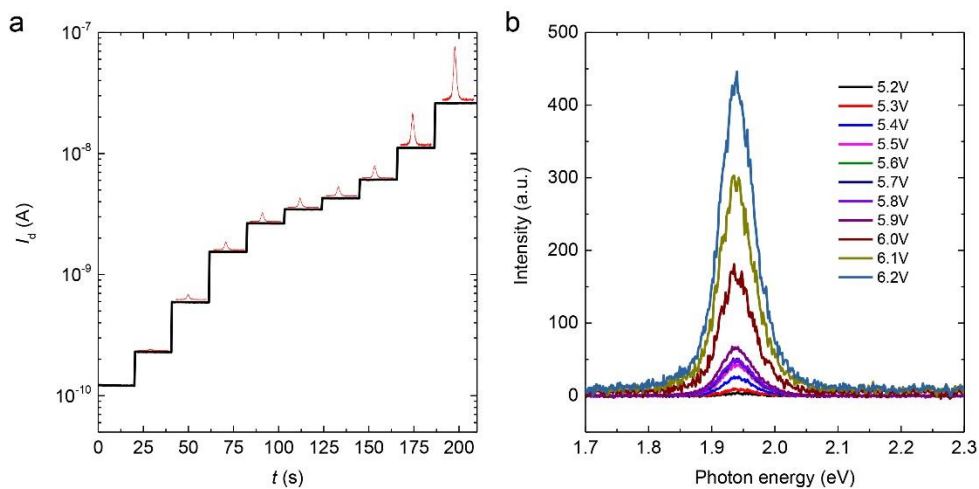 a
10⁻⁷
10⁻⁸
10⁻⁹
10⁻¹⁰
I_d (A)
0 25 50 75 100 125 150 175 200
t (s)
b
500
400
300
200
100
0
Intensity (a.u.)
5.2V
5.3V
5.4V
5.5V
5.6V
5.7V
5.8V
5.9V
6.0V
6.1V
6.2V
1.7 1.8 1.9 2.0 2.1 2.2 2.3
Photon energy (eV)